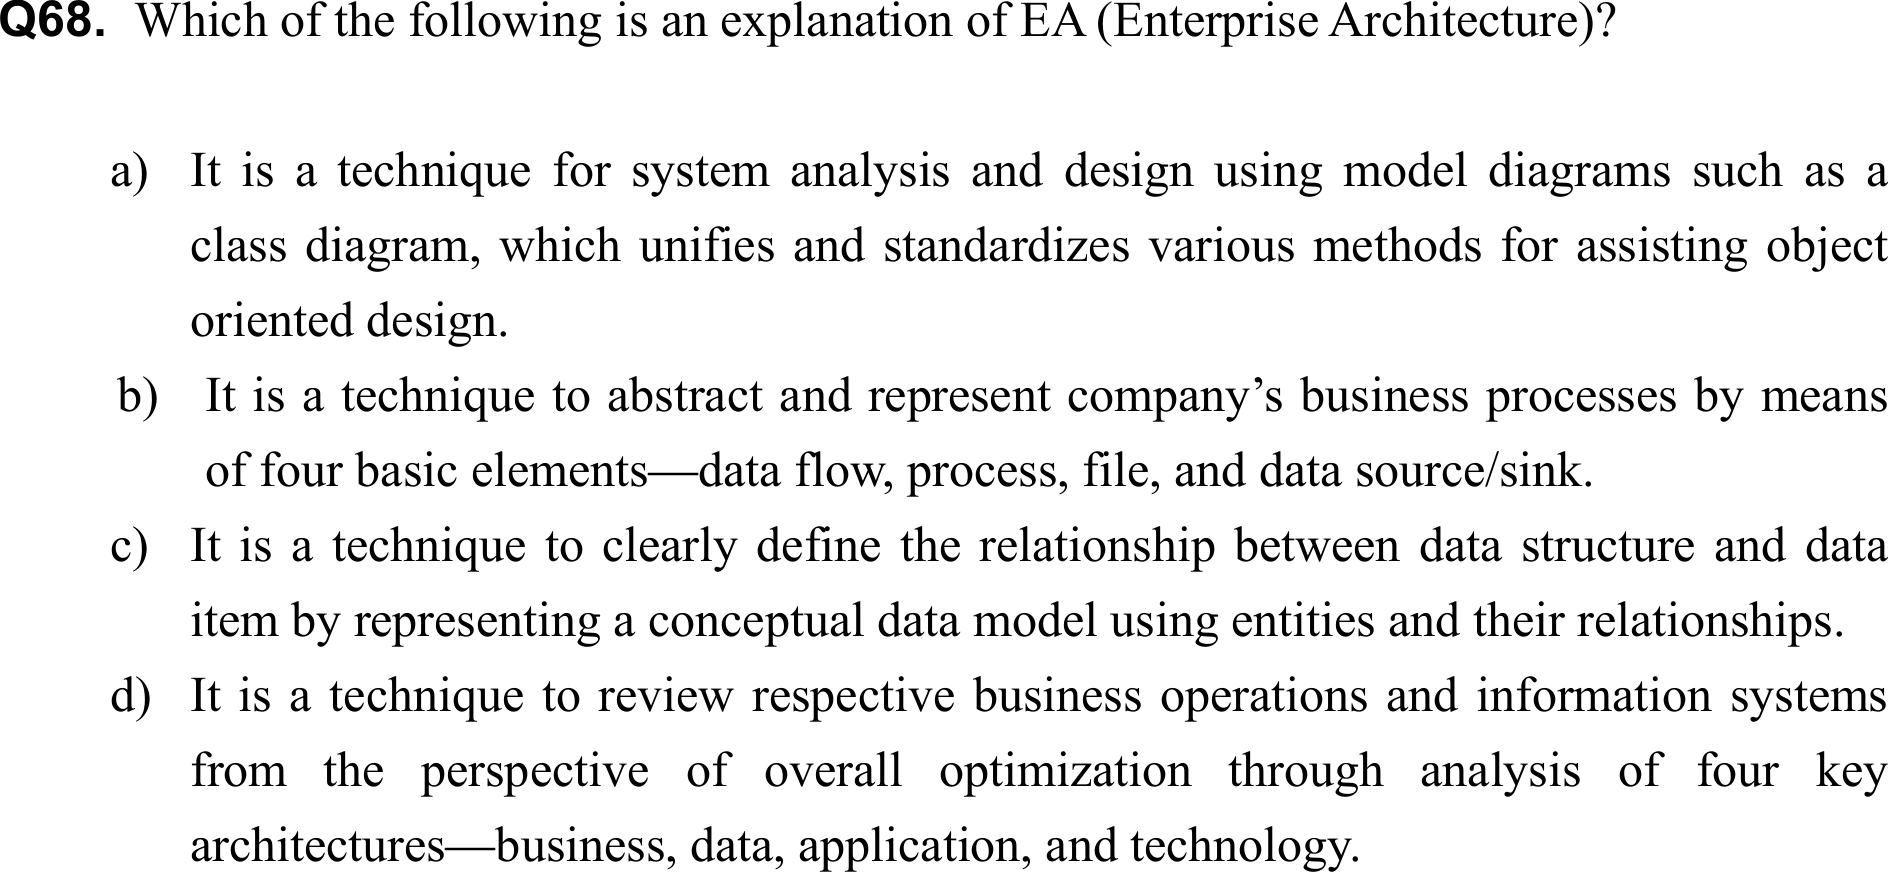 Q68. Which of the following is an explanation of EA (Enterprise Architecture)?
a) It is a technique for system analysis and design using model diagrams such as a
class diagram, which unifies and standardizes various methods for assisting object
oriented design.
b) It is a technique to abstract and represent company’s business processes by means
of four basic elements—data flow, process, file, and data source/sink.
c) It is a technique to clearly define the relationship between data structure and data
item by representing a conceptual data model using entities and their relationships.
d) It is a technique to review respective business operations and information systems
from the perspective of overall optimization through analysis of four key
architectures—business, data, application, and technology.